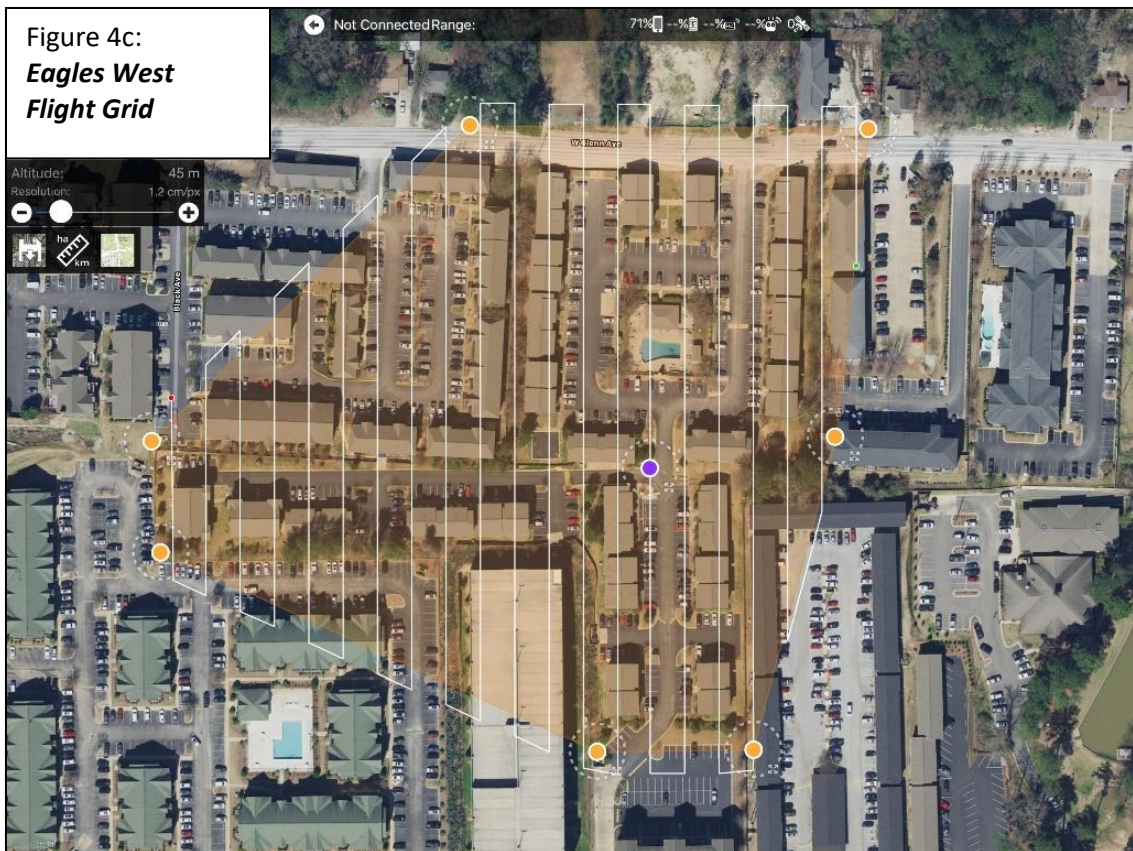 Figure 4c:
Eagles West
Flight Grid
Not Connected Range: 71% --% --% --% 0
Altitude: 45 m
Resolution: 1.2 cm/px
ha
km
W Glenn Ave
Black Ave